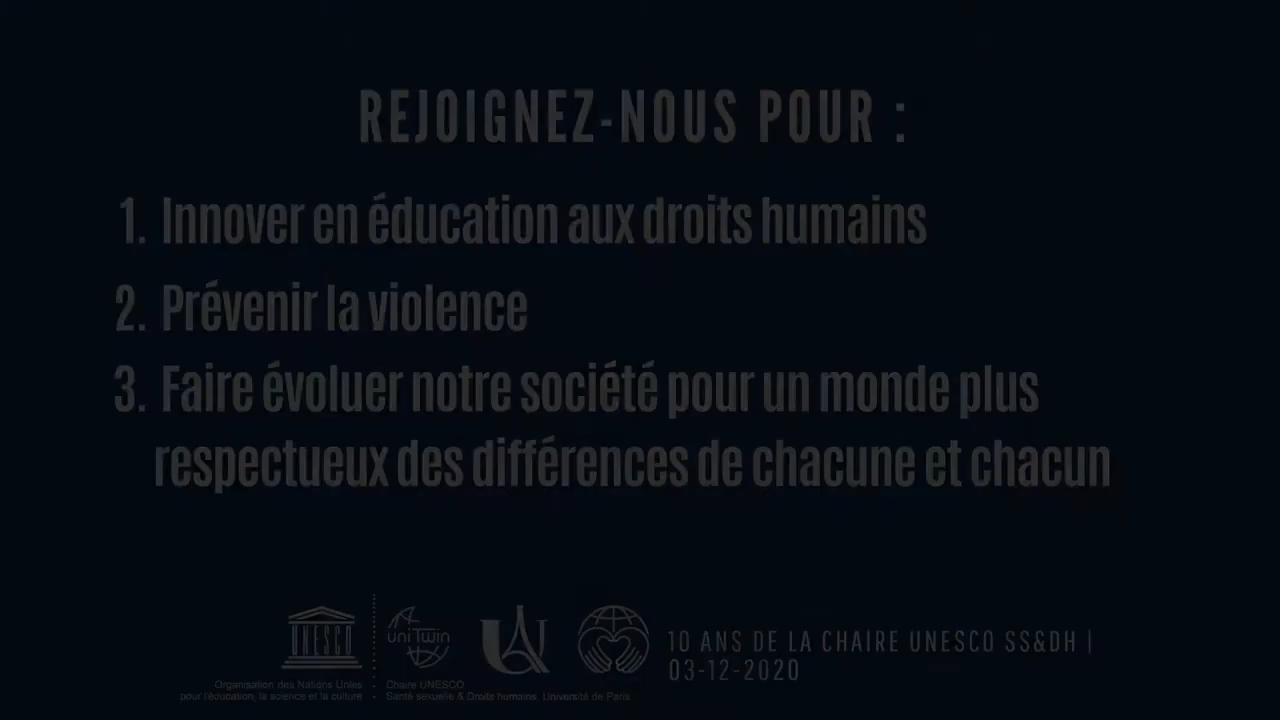 REJOIGNEZ-NOUS POUR :
1. Innover en éducation aux droits humains
2. Prévenir la violence
3. Faire évoluer notre société pour un monde plus
respectueux des différences de chacune et chacun
UNESCO
uniTwin
10 ANS DE LA CHAIRE UNESCO SS&DH |
03-12-2020
Organisation des Nations Unies
pour l'éducation, la science et la culture
Chaire UNESCO
Santé sexuelle & Droits humains, Université de Paris